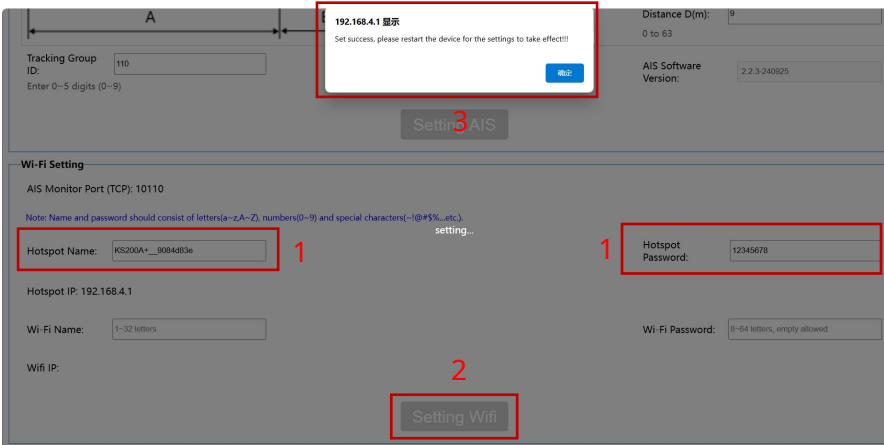 A
192.168.4.1 显示
Set success, please restart the device for the settings to take effect!!!
确定
Distance D(m):
9
0 to 63
Tracking Group
ID:
110
Enter 0~5 digits (0~9)
AIS Software
Version:
2.2.3-240925
Setting AIS
3
Wi-Fi Setting
AIS Monitor Port (TCP): 10110
Note: Name and password should consist of letters(a~z,A~Z), numbers(0~9) and special characters(~!@#$%...etc.).
setting...
Hotspot Name:
KS200A+__9084d83e
1
1
Hotspot
Password:
12345678
Hotspot IP: 192.168.4.1
Wi-Fi Name:
1~32 letters
Wi-Fi Password:
8~64 letters, empty allowed
Wifi IP:
2
Setting Wifi